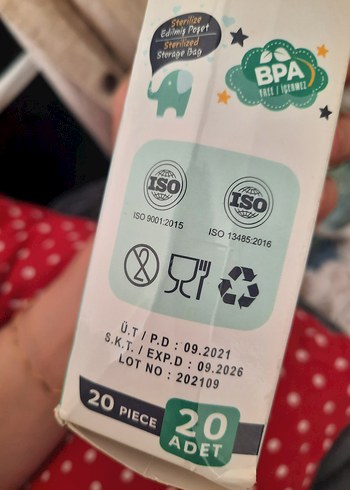 Sterilize
Edilmiş Poşet
Sterilized
Storage Bag
BPA
FREE / İÇERMEZ
ISO
ISO 9001:2015
ISO
ISO 13485:2016
2
Ü.T / P.D : 09.2021
S.K.T. / EXP.D : 09.2026
LOT NO : 202109
20 PIECE
20
ADET